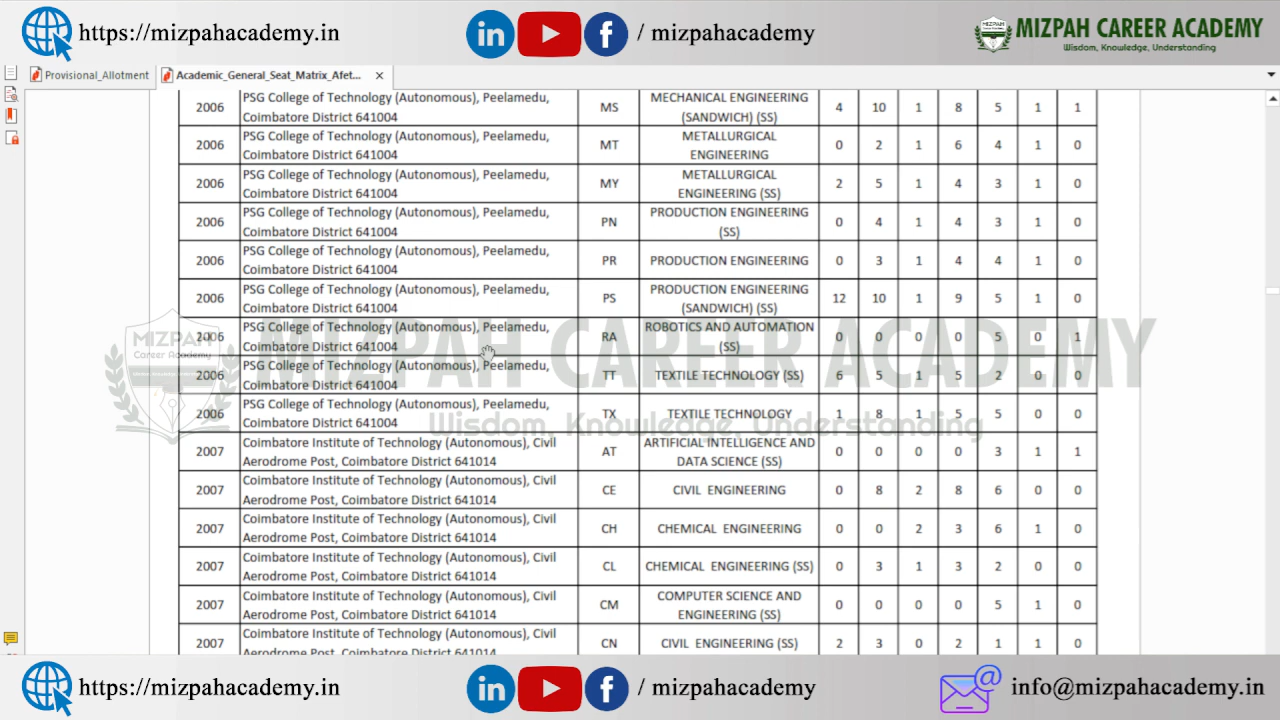 https://mizpahacademy.in
/ mizpahacademy
MIZPAH CAREER ACADEMY
Wisdom, Knowledge, Understanding
Provisional_Allotment
Academic_General_Seat_Matrix_Afet...
2006 PSG College of Technology (Autonomous), Peelamedu, Coimbatore District 641004 MS MECHANICAL ENGINEERING (SANDWICH) (SS) 4 10 1 8 5 1 1
2006 PSG College of Technology (Autonomous), Peelamedu, Coimbatore District 641004 MT METALLURGICAL ENGINEERING 0 2 1 6 4 1 0
2006 PSG College of Technology (Autonomous), Peelamedu, Coimbatore District 641004 MY METALLURGICAL ENGINEERING (SS) 2 5 1 4 3 1 0
2006 PSG College of Technology (Autonomous), Peelamedu, Coimbatore District 641004 PN PRODUCTION ENGINEERING (SS) 0 4 1 4 3 1 0
2006 PSG College of Technology (Autonomous), Peelamedu, Coimbatore District 641004 PR PRODUCTION ENGINEERING 0 3 1 4 4 1 0
2006 PSG College of Technology (Autonomous), Peelamedu, Coimbatore District 641004 PS PRODUCTION ENGINEERING (SANDWICH) (SS) 12 10 1 9 5 1 0
2006 PSG College of Technology (Autonomous), Peelamedu, Coimbatore District 641004 RA ROBOTICS AND AUTOMATION (SS) 0 0 0 0 5 0 1
2006 PSG College of Technology (Autonomous), Peelamedu, Coimbatore District 641004 TT TEXTILE TECHNOLOGY (SS) 6 5 1 5 2 0 0
2006 PSG College of Technology (Autonomous), Peelamedu, Coimbatore District 641004 TX TEXTILE TECHNOLOGY 1 8 1 5 5 0 0
2007 Coimbatore Institute of Technology (Autonomous), Civil Aerodrome Post, Coimbatore District 641014 AT ARTIFICIAL INTELLIGENCE AND DATA SCIENCE (SS) 0 0 0 0 3 1 1
2007 Coimbatore Institute of Technology (Autonomous), Civil Aerodrome Post, Coimbatore District 641014 CE CIVIL ENGINEERING 0 8 2 8 6 0 0
2007 Coimbatore Institute of Technology (Autonomous), Civil Aerodrome Post, Coimbatore District 641014 CH CHEMICAL ENGINEERING 0 0 2 3 6 1 0
2007 Coimbatore Institute of Technology (Autonomous), Civil Aerodrome Post, Coimbatore District 641014 CL CHEMICAL ENGINEERING (SS) 0 3 1 3 2 0 0
2007 Coimbatore Institute of Technology (Autonomous), Civil Aerodrome Post, Coimbatore District 641014 CM COMPUTER SCIENCE AND ENGINEERING (SS) 0 0 0 0 5 1 0
2007 Coimbatore Institute of Technology (Autonomous), Civil Aerodrome Post, Coimbatore District 641014 CN CIVIL ENGINEERING (SS) 2 3 0 2 1 1 0
MIZPAH
Career Academy
MIZPAH CAREER ACADEMY
Wisdom, Knowledge, Understanding
https://mizpahacademy.in
/ mizpahacademy
info@mizpahacademy.in